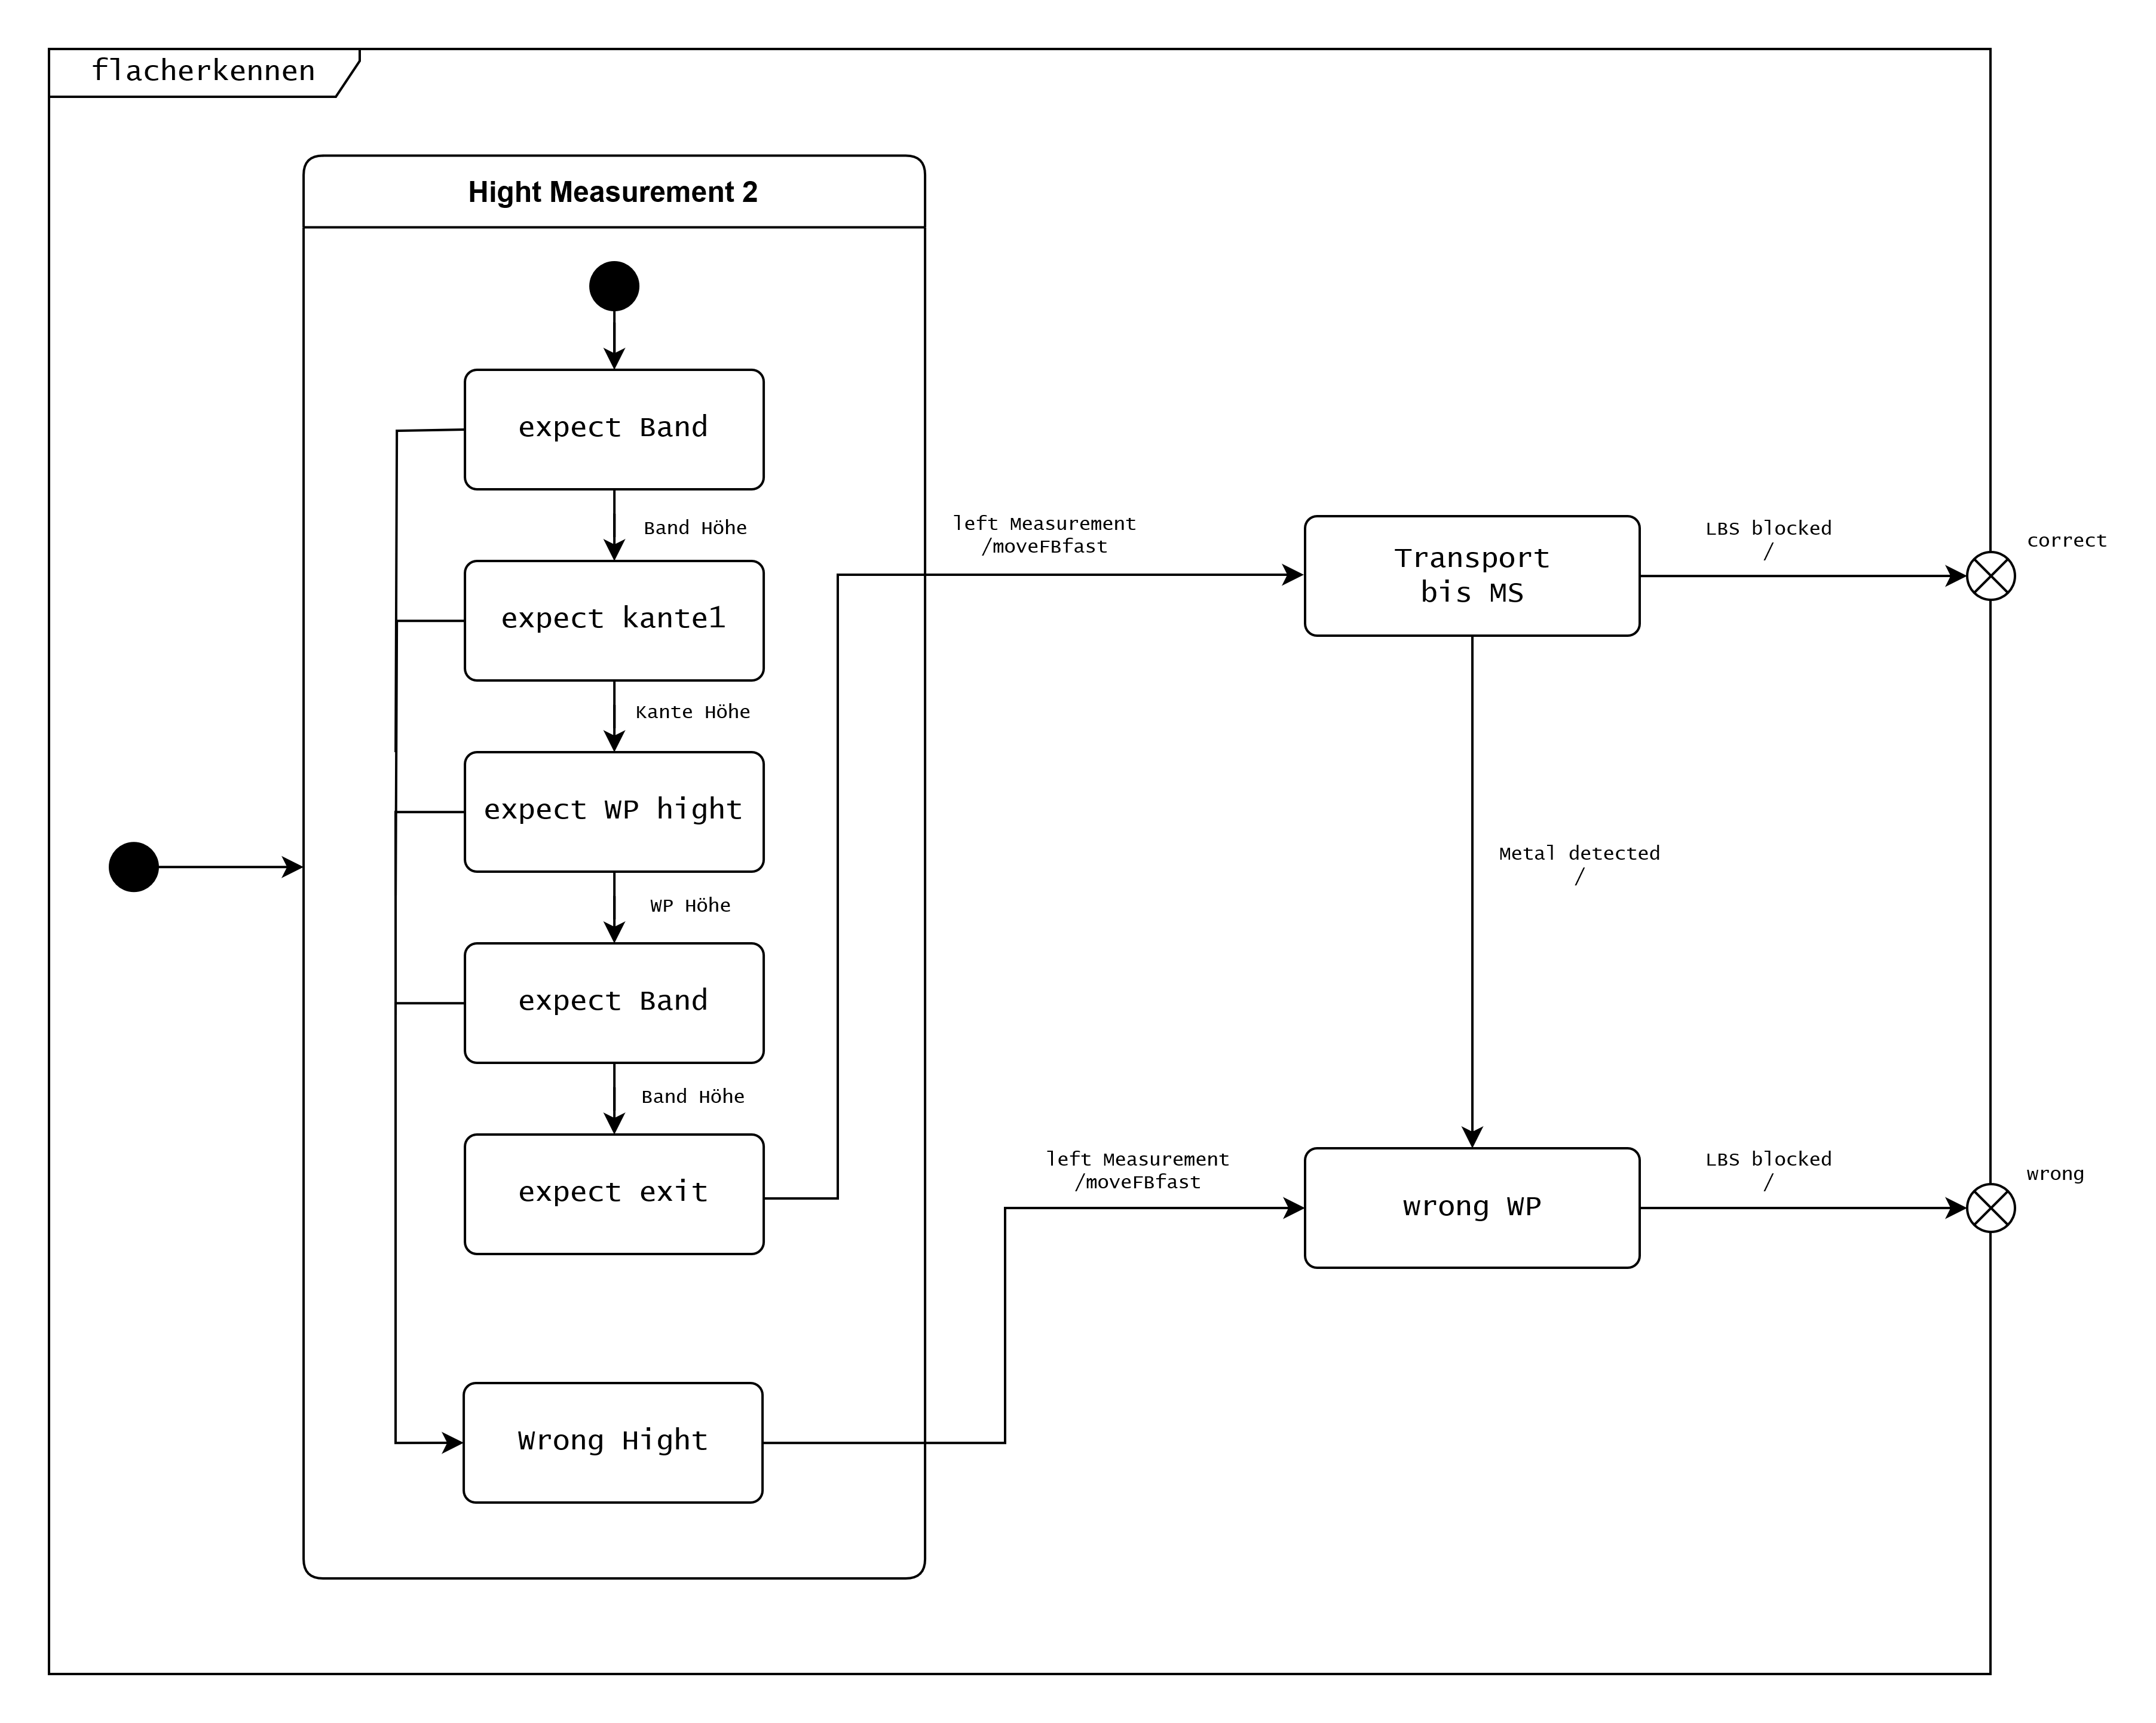 flacherkennen
Hight Measurement 2
expect Band
Band Höhe
expect kante1
Kante Höhe
expect WP hight
WP Höhe
expect Band
Band Höhe
expect exit
Wrong Hight
left Measurement
/moveFBfast
Transport
bis MS
LBS blocked
/
correct
Metal detected
/
left Measurement
/moveFBfast
wrong WP
LBS blocked
/
wrong